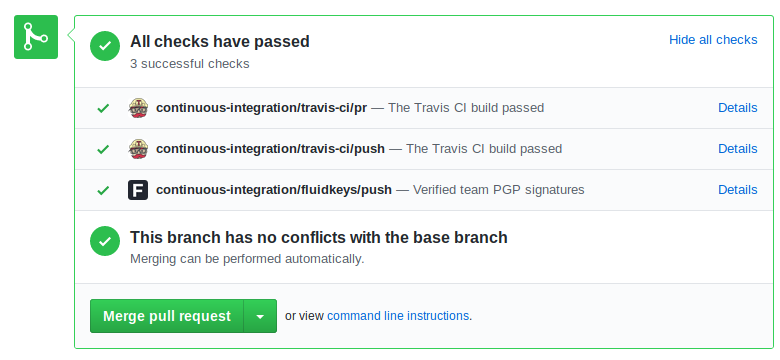 All checks have passed
Hide all checks
3 successful checks
continuous-integration/travis-ci/pr — The Travis CI build passed
Details
continuous-integration/travis-ci/push — The Travis CI build passed
Details
F
continuous-integration/fluidkeys/push — Verified team PGP signatures
Details
This branch has no conflicts with the base branch
Merging can be performed automatically.
Merge pull request
or view command line instructions.